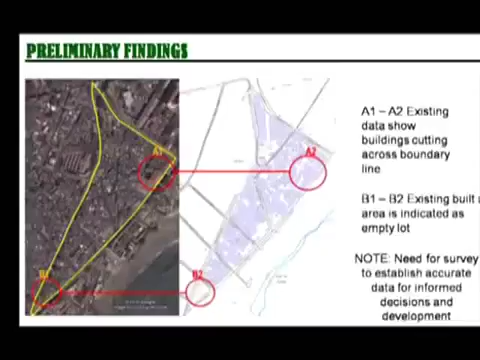 PRELIMINARY FINDINGS
A1
A2
B1
B2
A1 – A2 Existing
data show
buildings cutting
across boundary
line
B1 – B2 Existing built
area is indicated as
empty lot
NOTE: Need for survey
to establish accurate
data for informed
decisions and
development